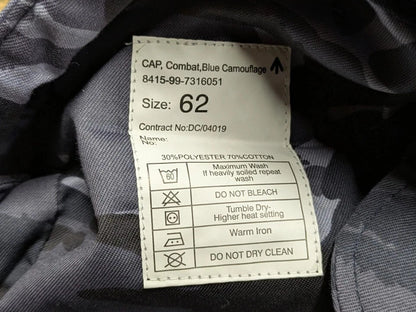 CAP, Combat,Blue Camouflage
8415-99-7316051
Size: 62
Contract No:DC/04019
Name:
No:
30%POLYESTER 70%COTTON
Maximum Wash
If heavily soiled repeat
wash
DO NOT BLEACH
Tumble Dry-
Higher heat setting
Warm Iron
DO NOT DRY CLEAN